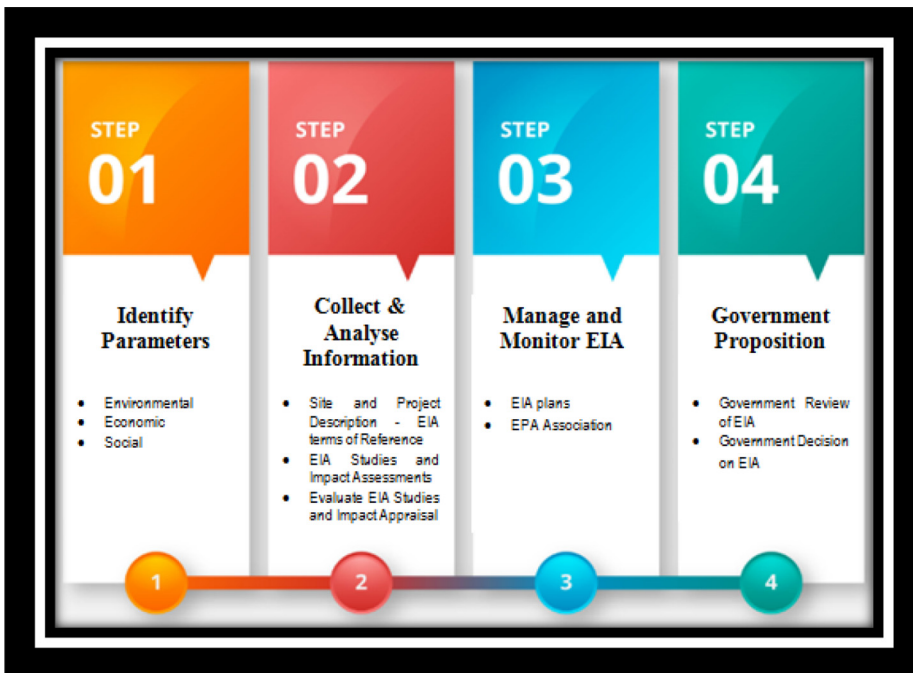 STEP
01
Identify
Parameters
● Environmental
● Economic
● Social
STEP
02
Collect &
Analyse
Information
● Site and Project
Description - EIA
terms of Reference
● EIA Studies and
Impact Assessments
● Evaluate EIA Studies
and Impact Appraisal
STEP
03
Manage and
Monitor EIA
● EIA plans
● EPA Association
STEP
04
Government
Proposition
● Government Review
of EIA
● Government Decision
on EIA
1
2
3
4